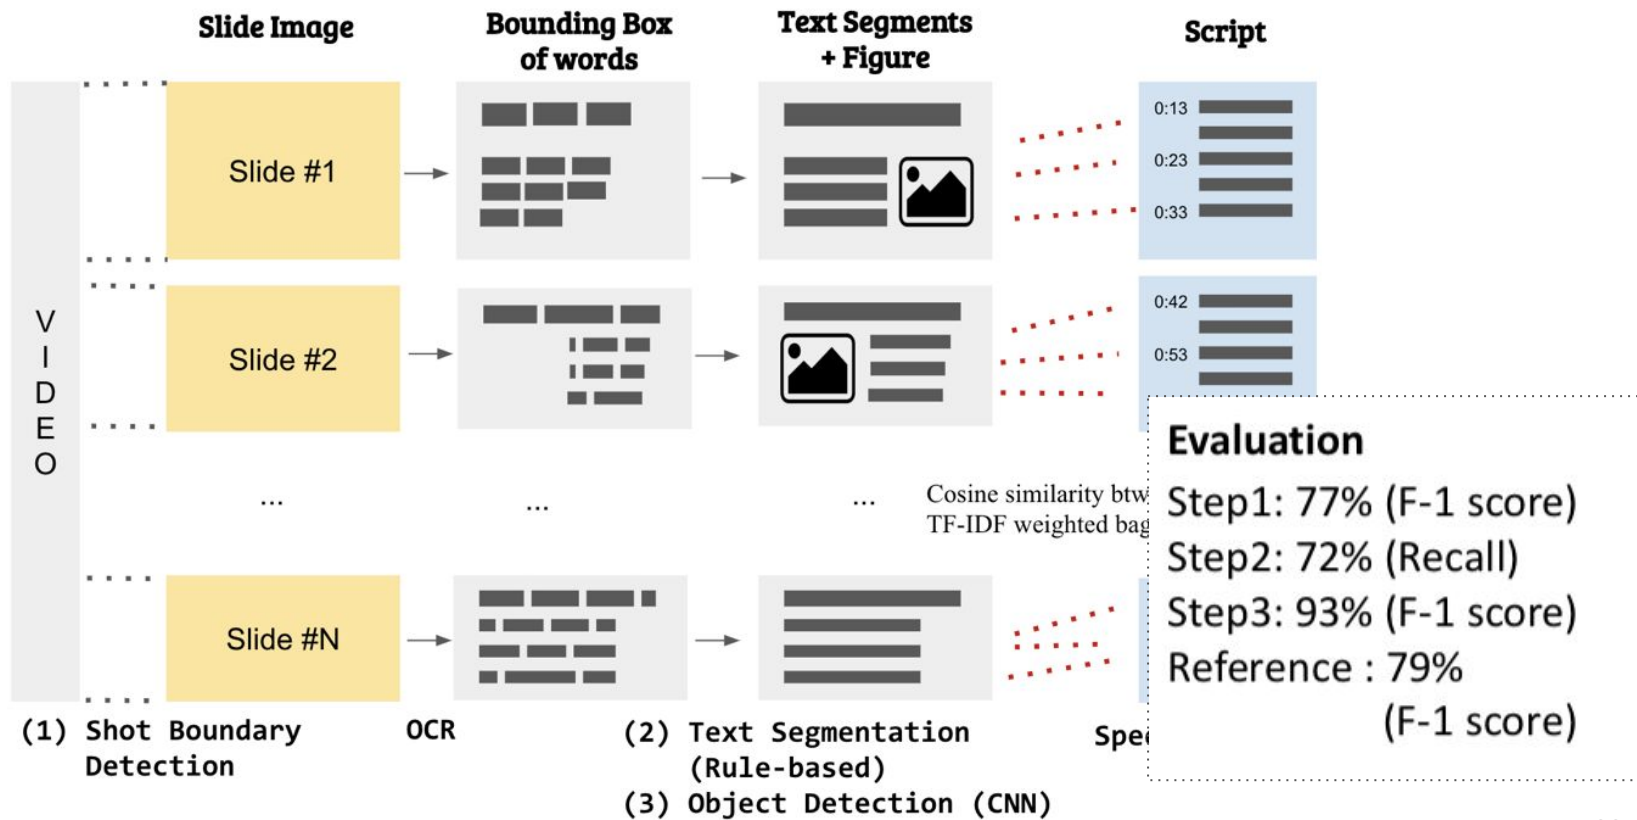 Slide Image
Bounding Box
of words
Text Segments
+ Figure
Script
V
I
D
E
O
Slide #1
0:13
0:23
0:33
Slide #2
0:42
0:53
...
...
...
Cosine similarity btw
TF-IDF weighted bag
Slide #N
Evaluation
Step1: 77% (F-1 score)
Step2: 72% (Recall)
Step3: 93% (F-1 score)
Reference : 79%
(F-1 score)
(1) Shot Boundary
Detection
OCR
(2) Text Segmentation
(Rule-based)
(3) Object Detection (CNN)